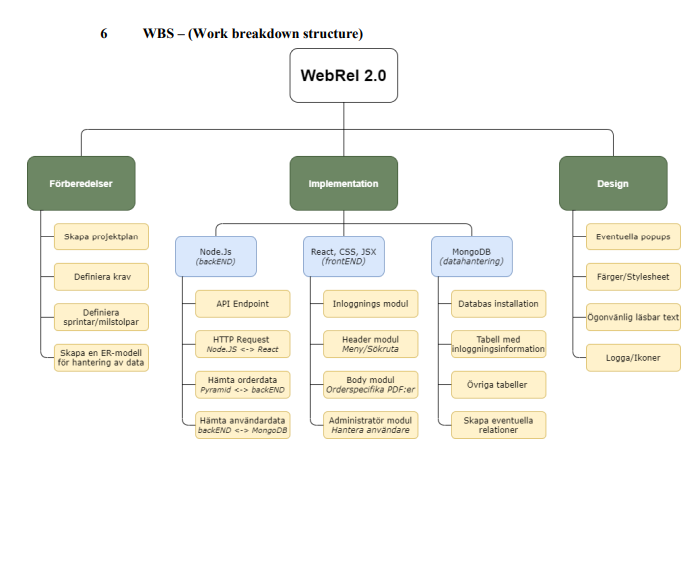 6 WBS – (Work breakdown structure)
WebRel 2.0
Förberedelser
Implementation
Design
Skapa projektplan
Definiera krav
Definiera
sprintar/milstolpar
Skapa en ER-modell
för hantering av data
Node.Js
(backEND)
API Endpoint
HTTP Request
Node.JS <-> React
Hämta orderdata
Pyramid <-> backEND
Hämta användardata
backEND <-> MongoDB
React, CSS, JSX
(frontEND)
Inloggnings modul
Header modul
Meny/Sökruta
Body modul
Orderspecifika PDF:er
Administratör modul
Hantera användare
MongoDB
(datahantering)
Databas installation
Tabell med
inloggningsinformation
Övriga tabeller
Skapa eventuella
relationer
Eventuella popups
Färger/Stylesheet
Ögonvänlig läsbar text
Logga/Ikoner